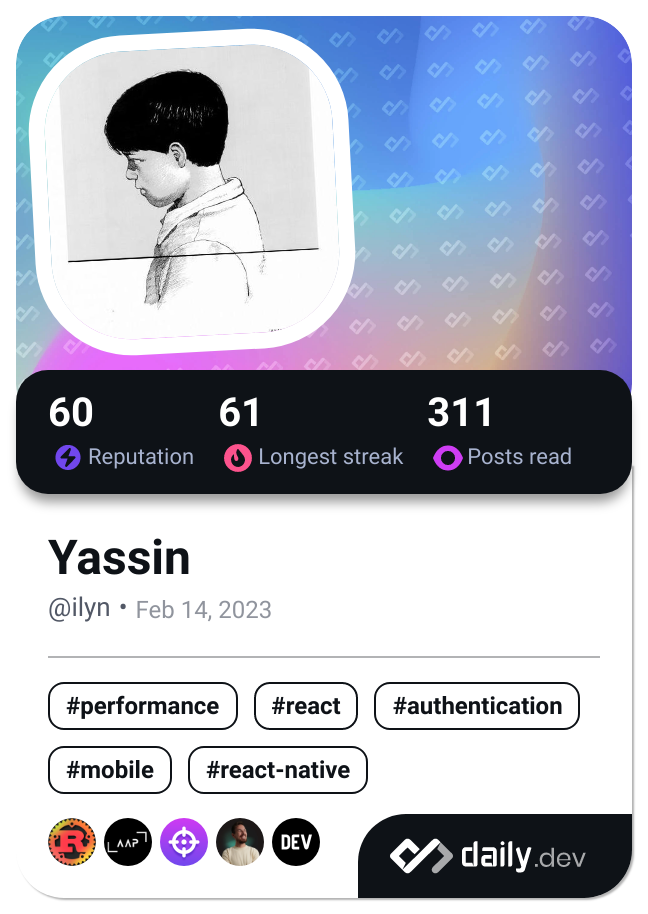 60 61 311
Reputation Longest streak Posts read
Yassin
@ilyn • Feb 14, 2023
#performance #react #authentication
#mobile #react-native
R LAAP DEV
daily.dev